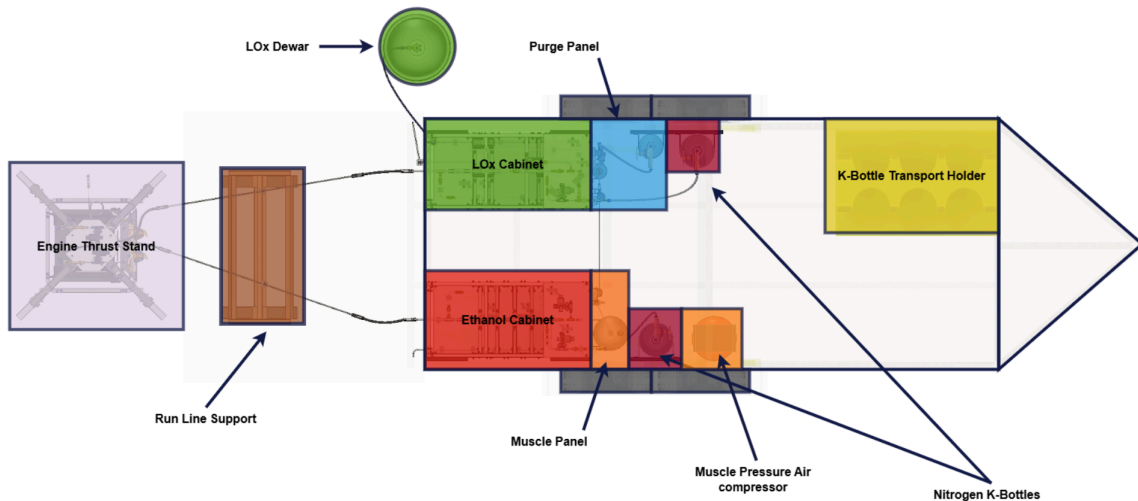 LOx Dewar
Purge Panel
LOx Cabinet
K-Bottle Transport Holder
Engine Thrust Stand
Ethanol Cabinet
Run Line Support
Muscle Panel
Muscle Pressure Air
compressor
Nitrogen K-Bottles